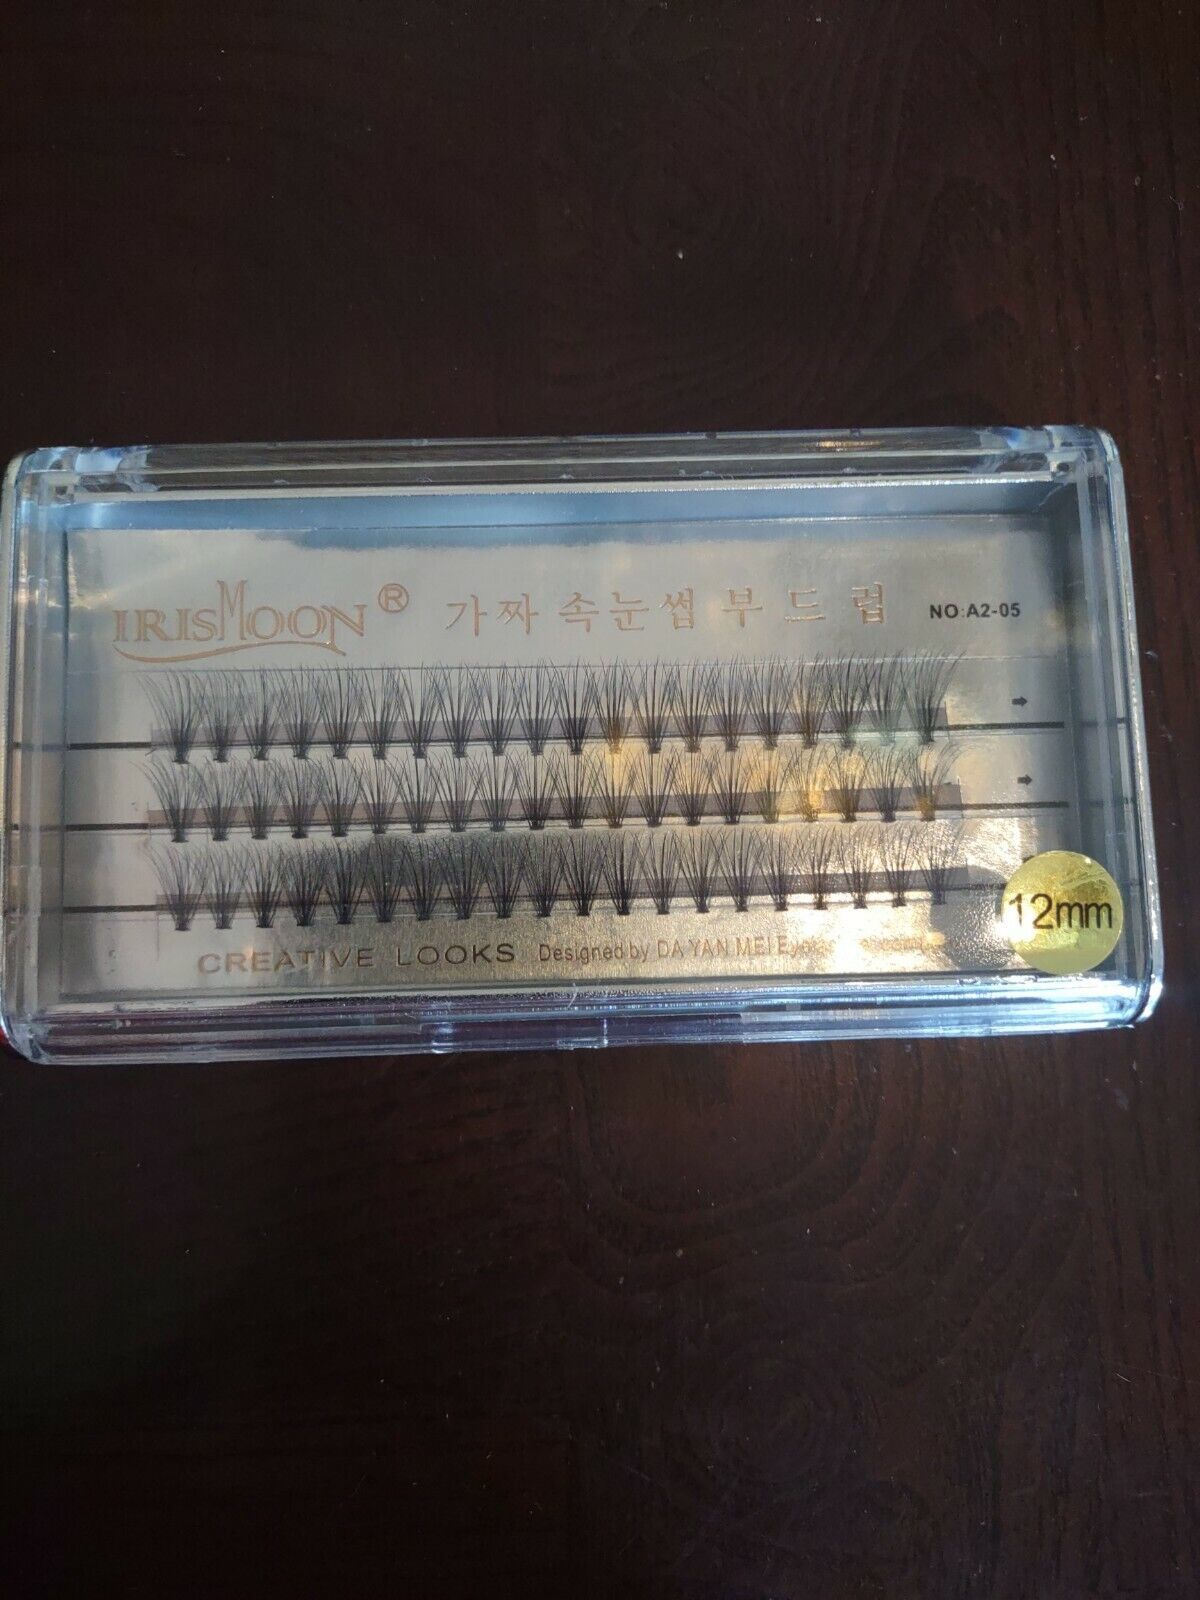 IRISMOON® 가짜 속눈썹 부드럽 NO:A2-05
12mm
CREATIVE LOOKS Designed by DA YAN MEI